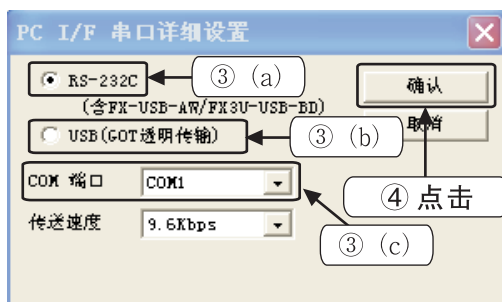 PC I/F 串口详细设置
RS-232C
③ (a)
确认
(含FX-USB-AW/FX3U-USB-BD)
取消
USB(GOT透明传输)
③ (b)
COM 端口
COM1
④点击
传送速度
9.6Kbps
③ (c)